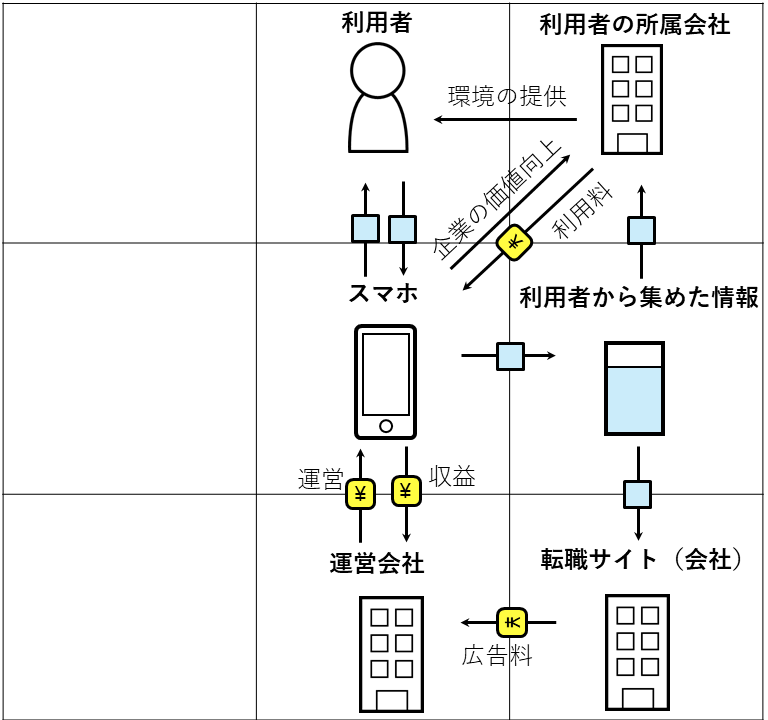 利用者
利用者の所属会社
環境の提供
企業の価値向上
利用料
¥
スマホ
利用者から集めた情報
運営
¥
¥
収益
運営会社
転職サイト（会社）
¥
広告料